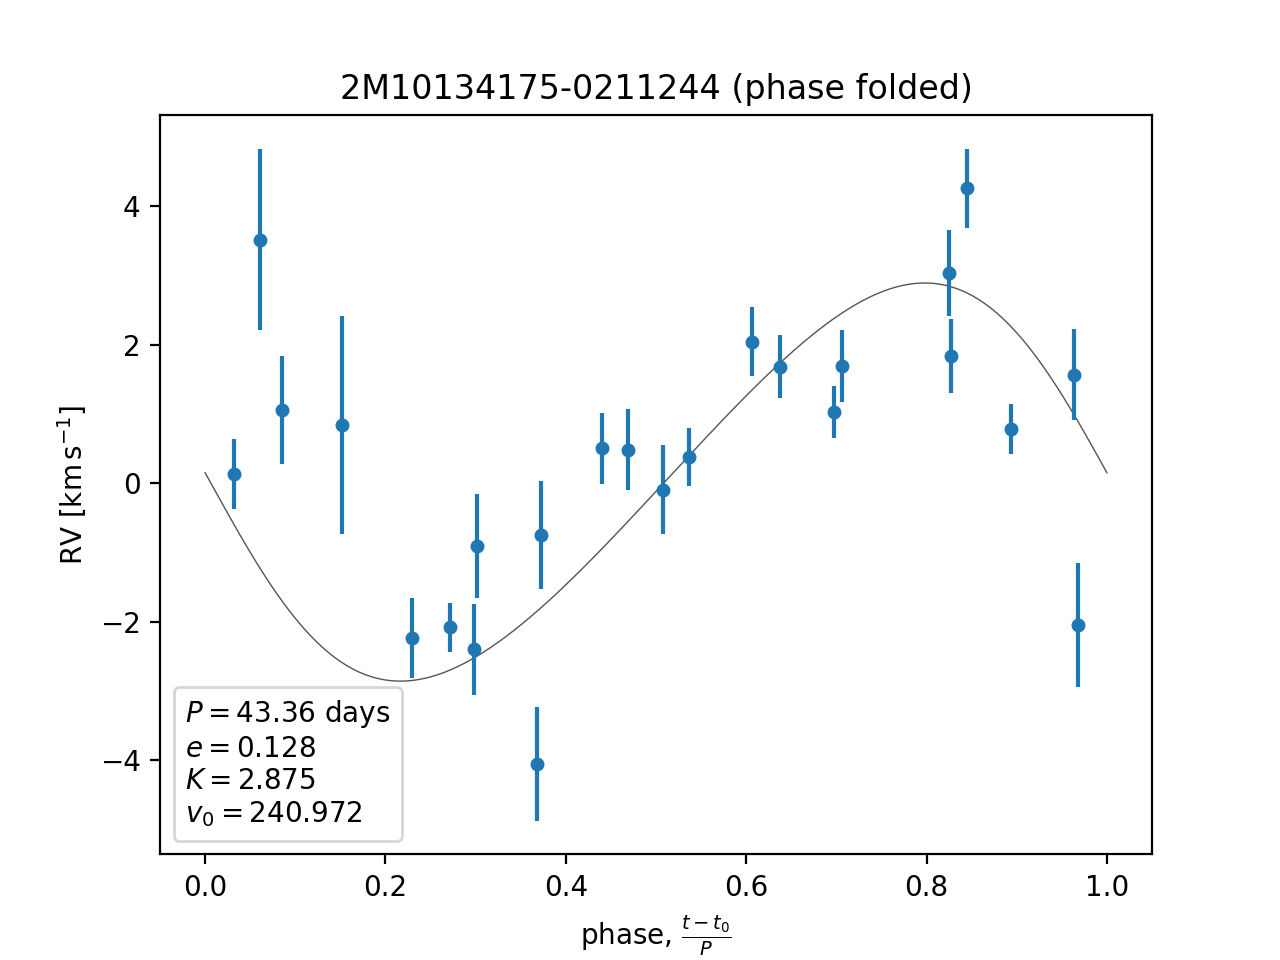 2M10134175-0211244 (phase folded)
RV [km s⁻¹]
4
2
0
−2
−4
P = 43.36 days
e = 0.128
K = 2.875
v₀ = 240.972
0.0 0.2 0.4 0.6 0.8 1.0
phase, (t − t₀)/P